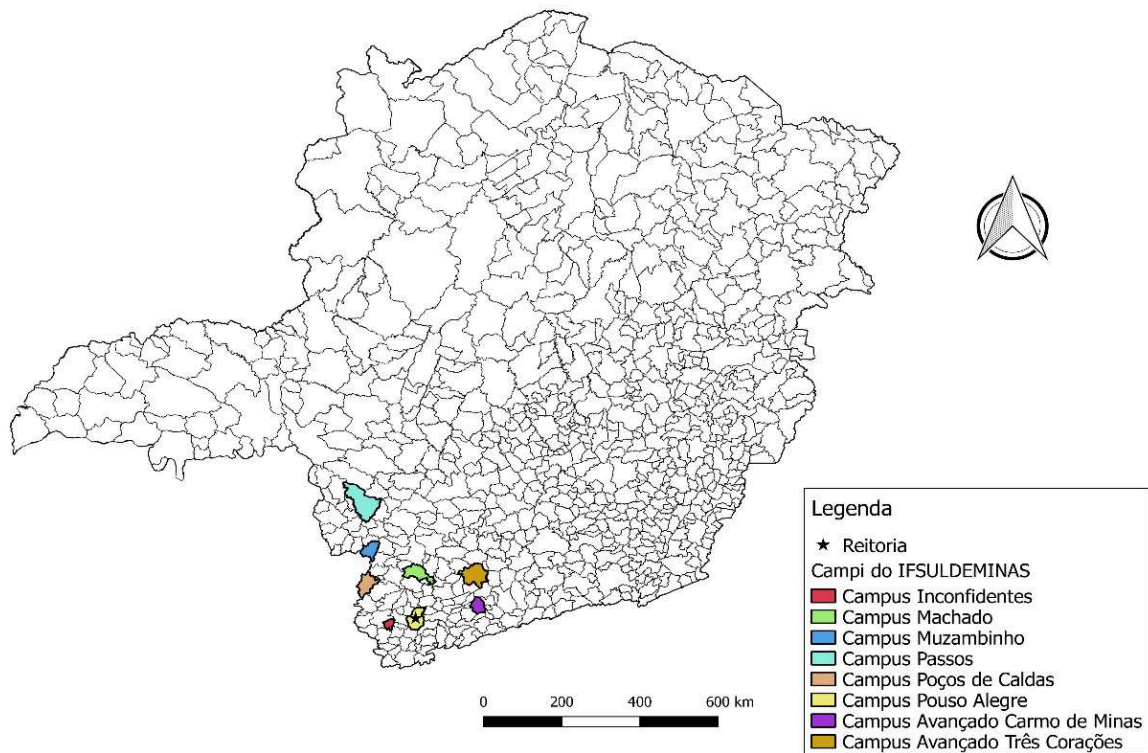 Legenda
Reitoria
Campi do IFSULDEMINAS
Campus Inconfidentes
Campus Machado
Campus Muzambinho
Campus Passos
Campus Poços de Caldas
Campus Pouso Alegre
Campus Avançado Carmo de Minas
Campus Avançado Três Corações
0 200 400 600 km